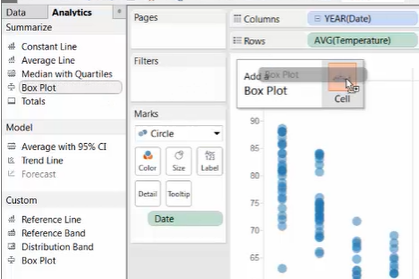 Data
Analytics
Summarize
Constant Line
Average Line
Median with Quartiles
Box Plot
Totals
Model
Average with 95% CI
Trend Line
Forecast
Custom
Reference Line
Reference Band
Distribution Band
Box Plot
Pages
Filters
Marks
Circle
Color
Size
Label
Detail
Tooltip
Date
Columns
YEAR(Date)
Rows
AVG(Temperature)
Add a
Box Plot
Box Plot
Cell
90
85
80
75
70
65